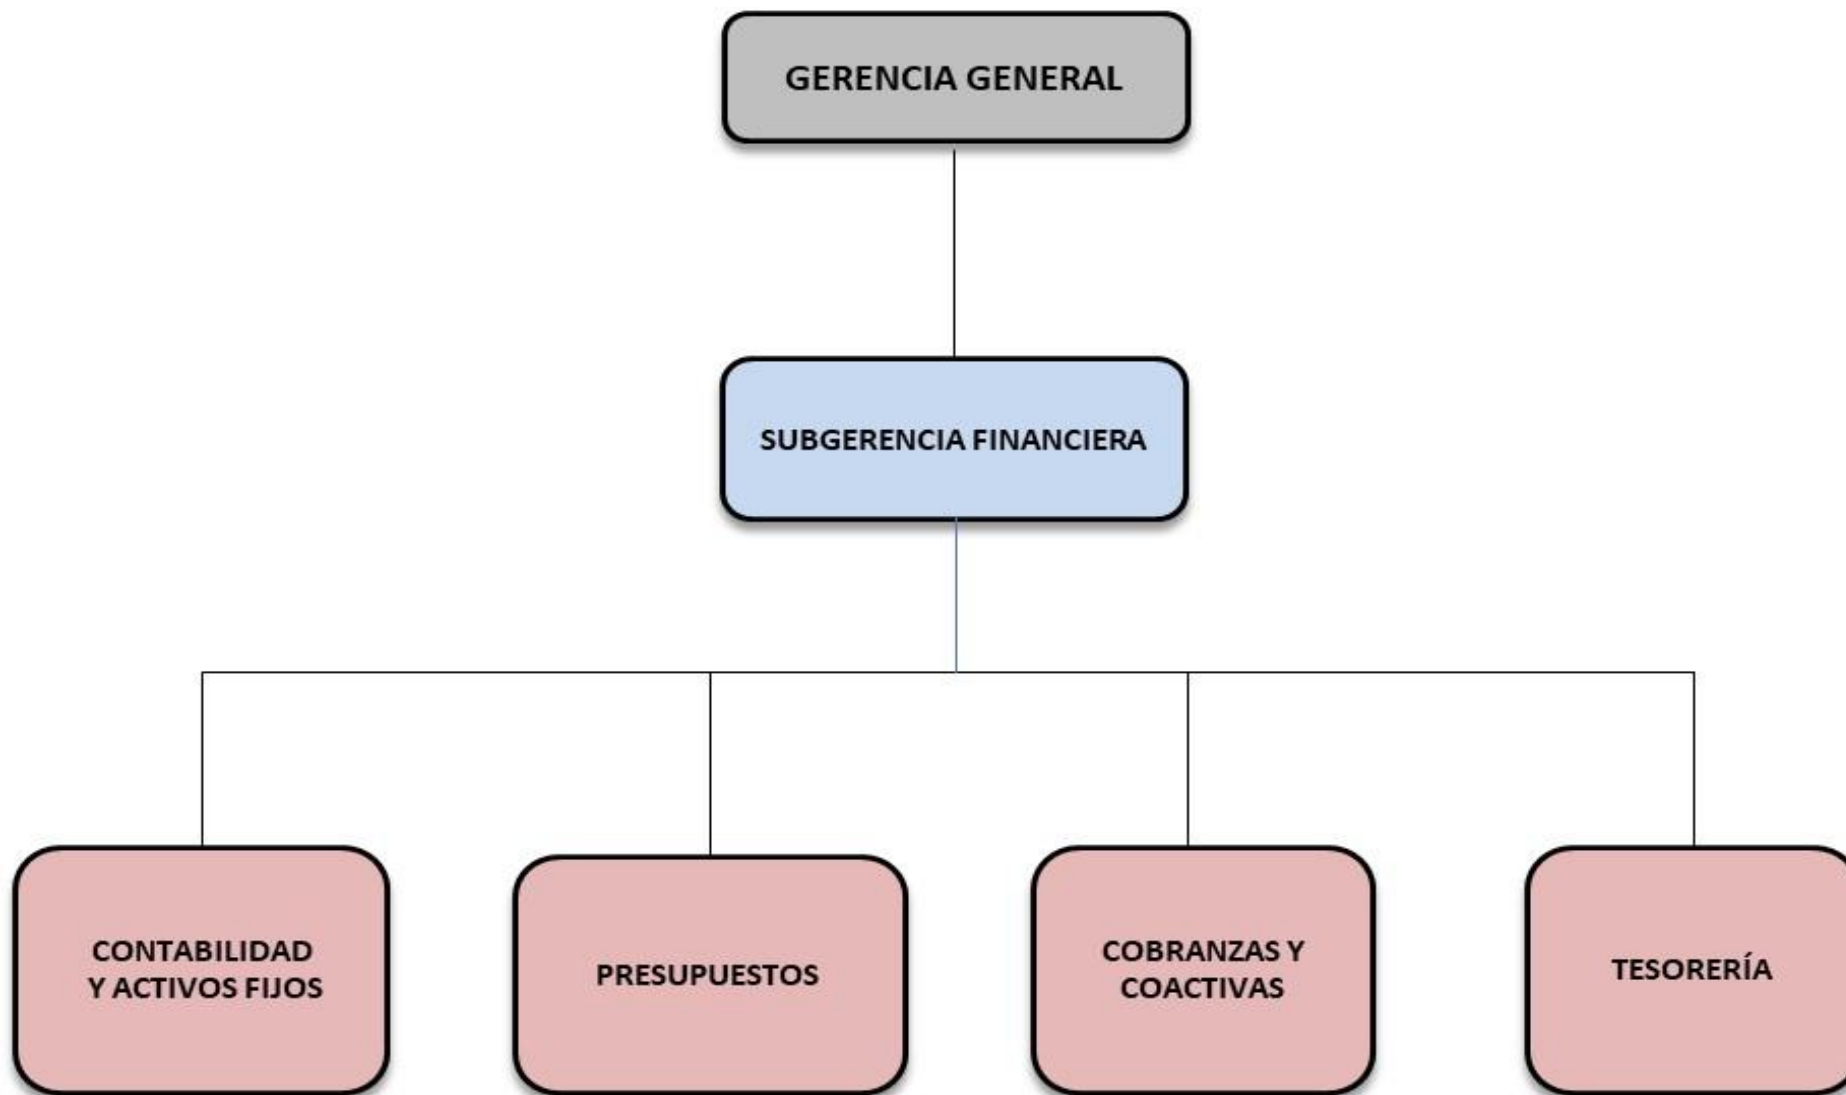 GERENCIA GENERAL
SUBGERENCIA FINANCIERA
CONTABILIDAD
Y ACTIVOS FIJOS
PRESUPUESTOS
COBRANZAS Y
COACTIVAS
TESORERÍA